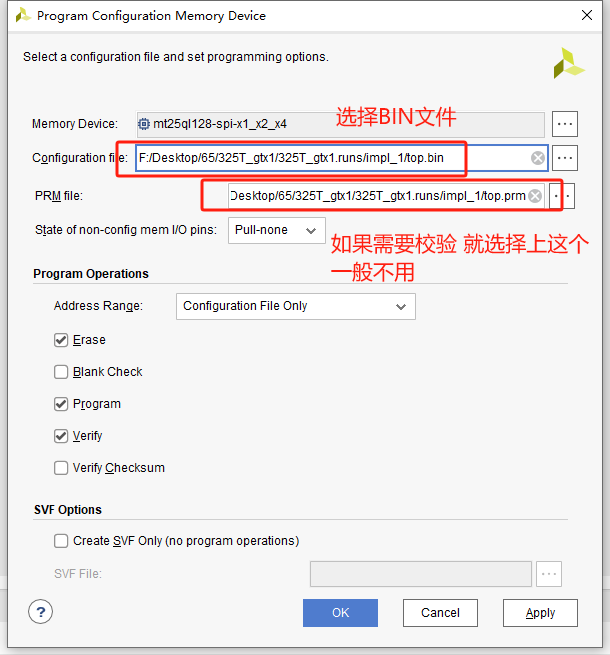 Program Configuration Memory Device
Select a configuration file and set programming options.
选择BIN文件
Memory Device: mt25ql128-spi-x1_x2_x4 ...
Configuration file: F:/Desktop/65/325T_gtx1/325T_gtx1.runs/impl_1/top.bin ...
PRM file: Desktop/65/325T_gtx1/325T_gtx1.runs/impl_1/top.prm ...
State of non-config mem I/O pins: Pull-none
如果需要校验 就选择上这个
一般不用
Program Operations
Address Range: Configuration File Only
Erase
Blank Check
Program
Verify
Verify Checksum
SVF Options
Create SVF Only (no program operations)
SVF File: ...
? OK Cancel Apply